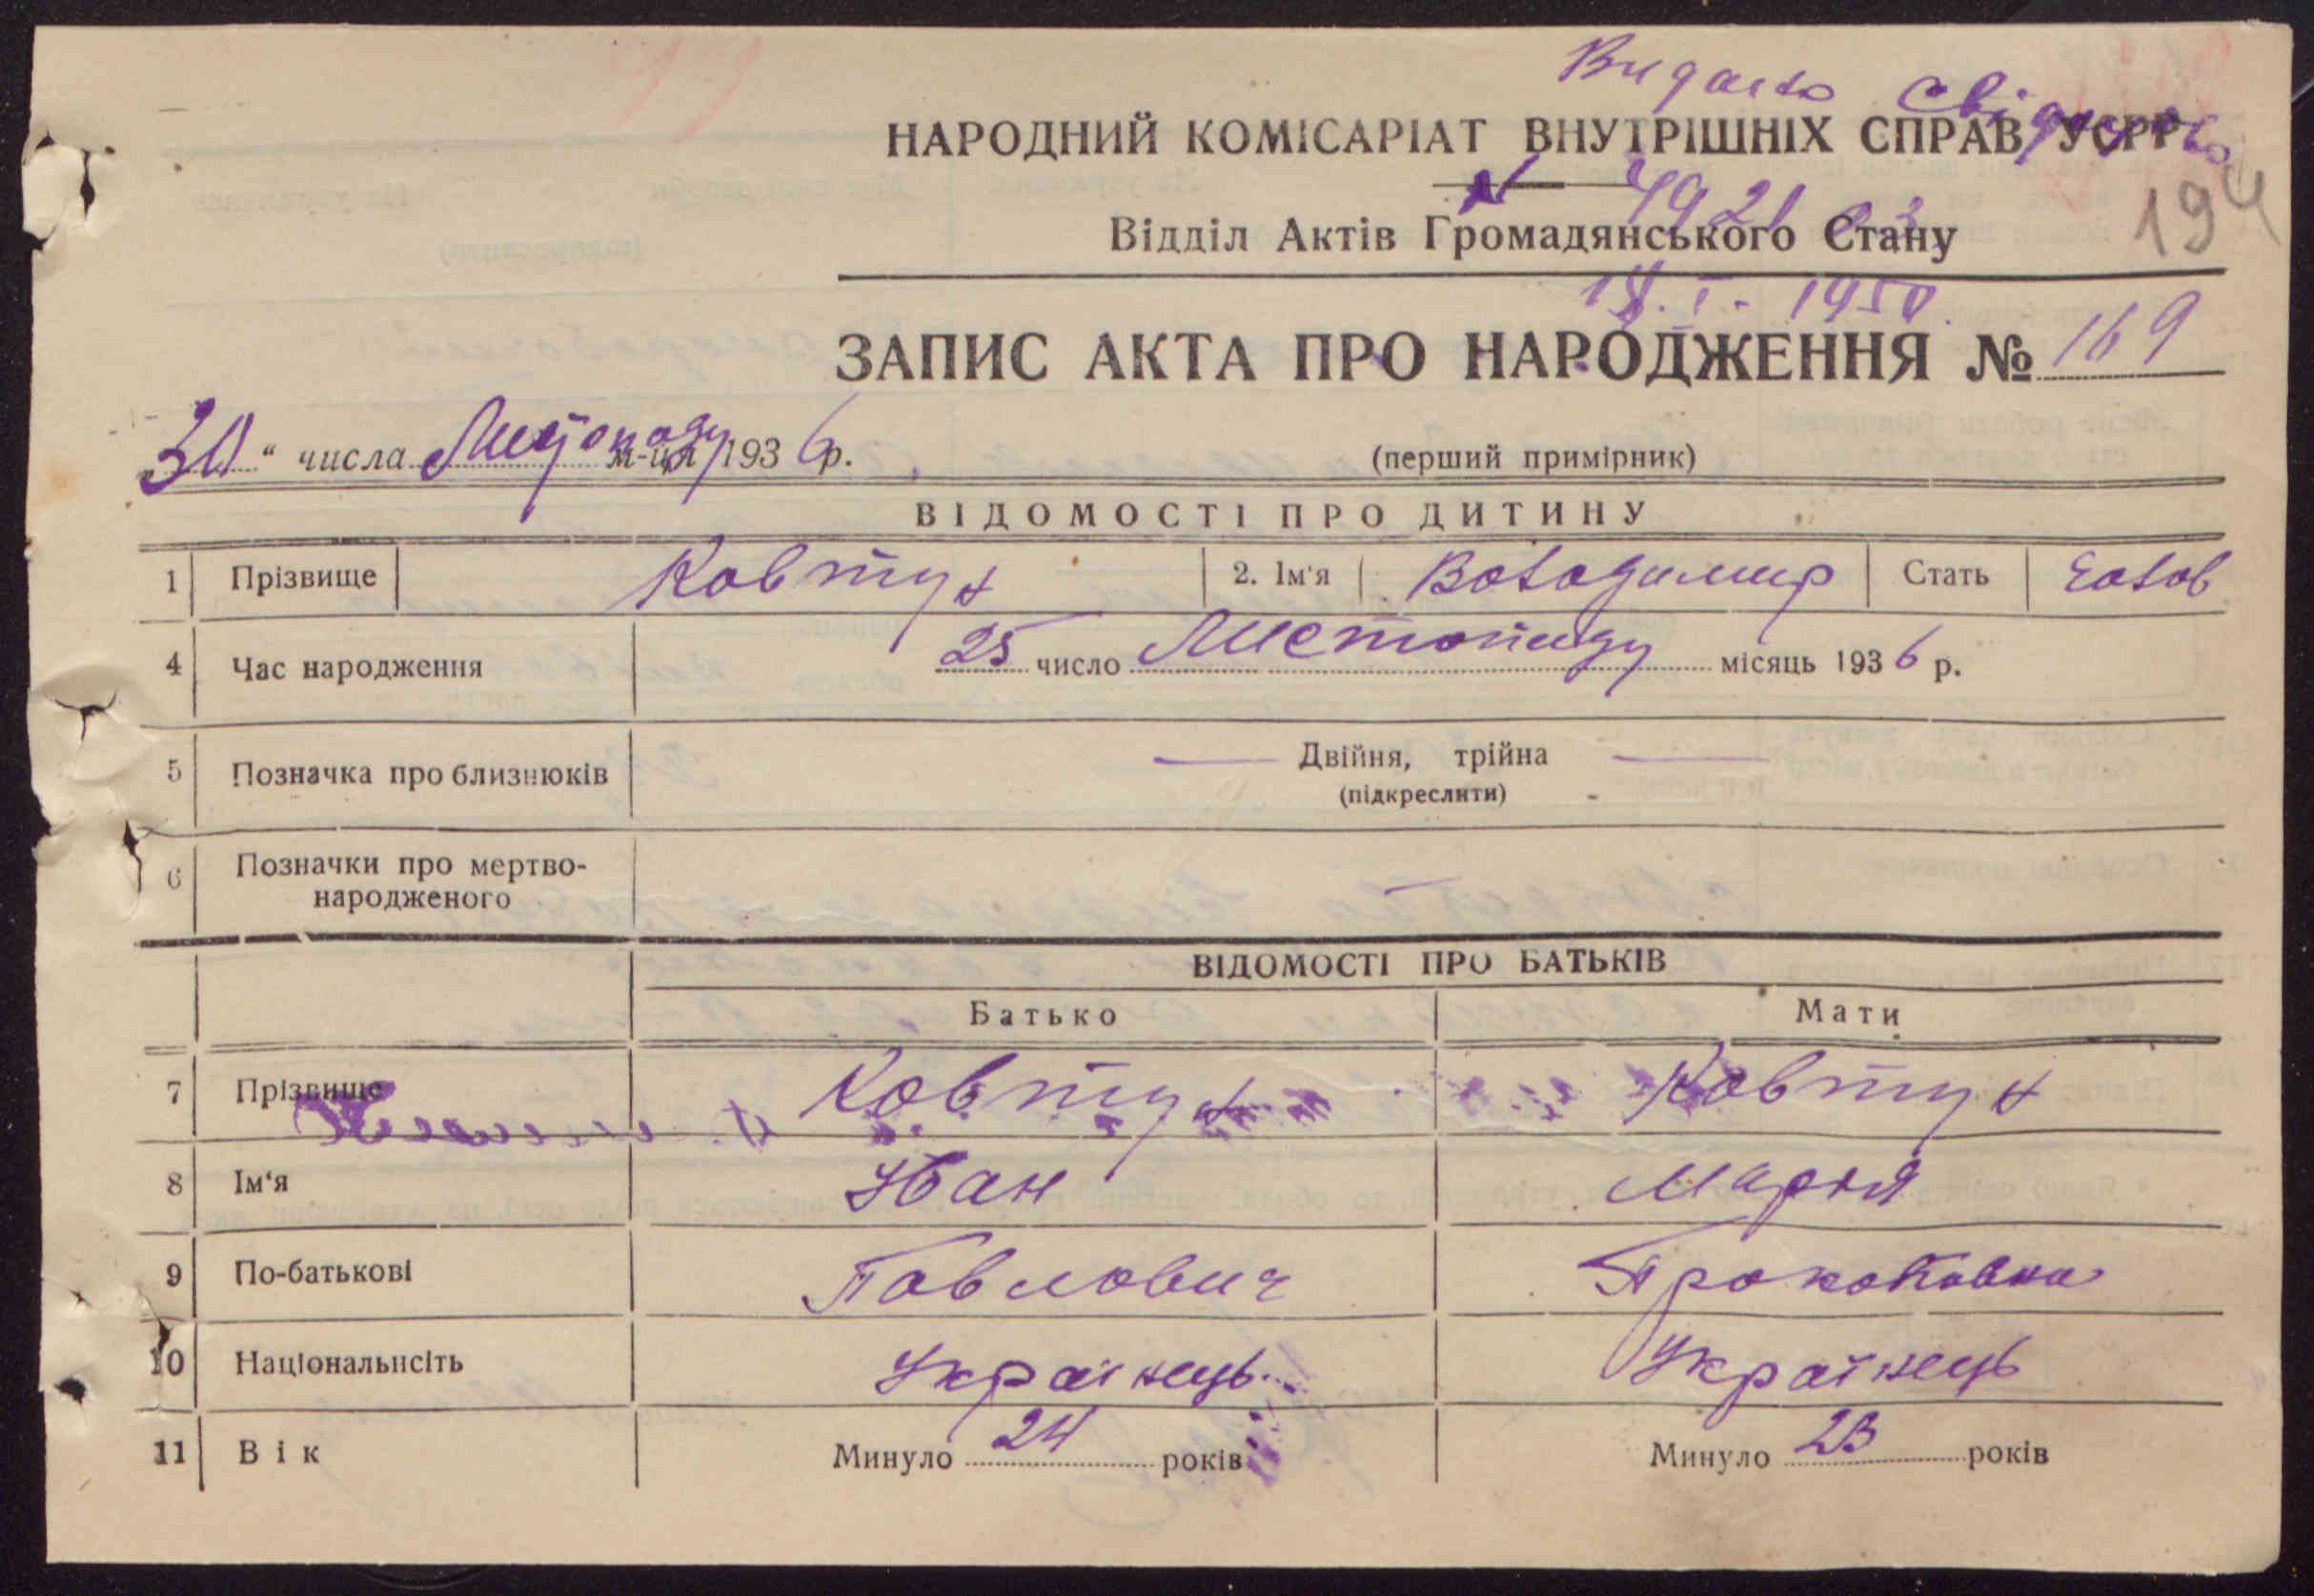 Видано свідоцтво
НАРОДНИЙ КОМІСАРІАТ ВНУТРІШНІХ СПРАВ УСРР
194
Відділ Актів Громадянського Стану
1950
ЗАПИС АКТА ПРО НАРОДЖЕННЯ № 169
„30“ числа Листопаду м-ця 1936 р.
(перший примірник)
ВІДОМОСТІ ПРО ДИТИНУ
1 Прізвище Ковтун 2. Ім'я Володимир Стать Чолов
4 Час народження 25 число Листопаду місяць 1936 р.
5 Позначка про близнюків — Двійня, трійна —
(підкреслити)
6 Позначки про мертво-
народженого —
ВІДОМОСТІ ПРО БАТЬКІВ
Батько Мати
7 Прізвище Ковтун Ковтун
8 Ім'я Іван Марія
9 По-батькові Павлович Прокопівна
10 Національнсіть Українець Українець
11 Вік Минуло 24 років Минуло 23 років